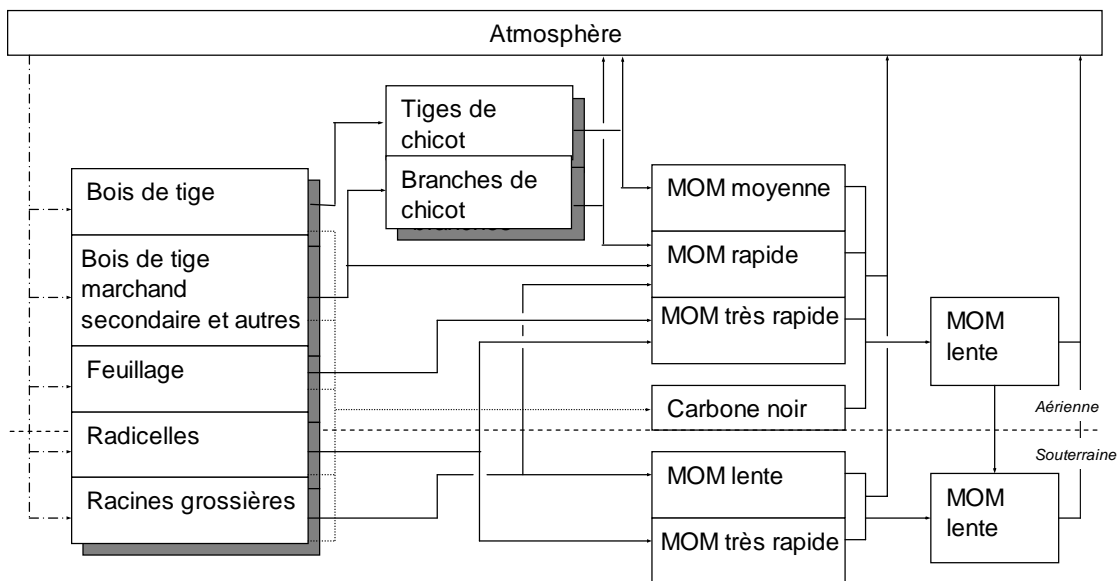 Atmosphère
Tiges de
chicot
Branches de
chicot
Bois de tige
Bois de tige
marchand
secondaire et autres
Feuillage
Radicelles
Racines grossières
MOM moyenne
MOM rapide
MOM très rapide
Carbone noir
MOM lente
MOM très rapide
MOM
lente
Aérienne
Souterraine
MOM
lente